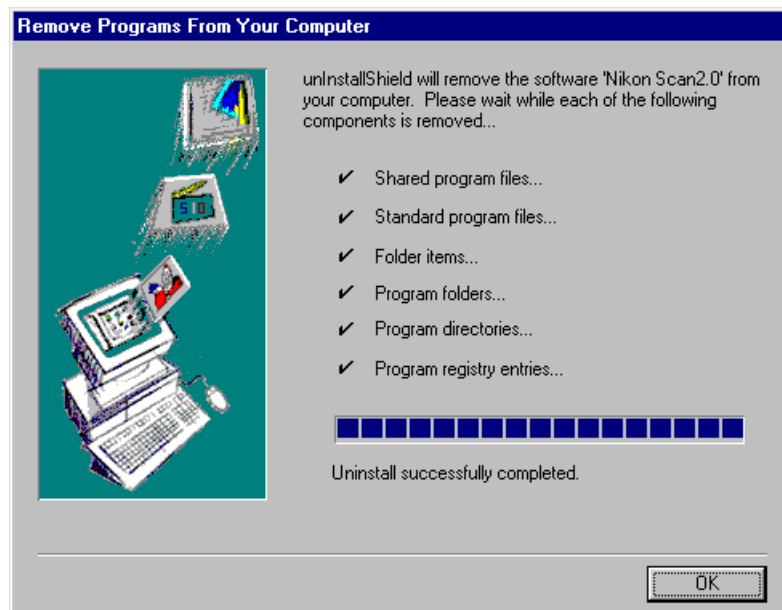 Remove Programs From Your Computer
unInstallShield will remove the software 'Nikon Scan2.0' from
your computer.  Please wait while each of the following
components is removed...
✔ Shared program files...
✔ Standard program files...
✔ Folder items...
✔ Program folders...
✔ Program directories...
✔ Program registry entries...
510
Uninstall successfully completed.
OK